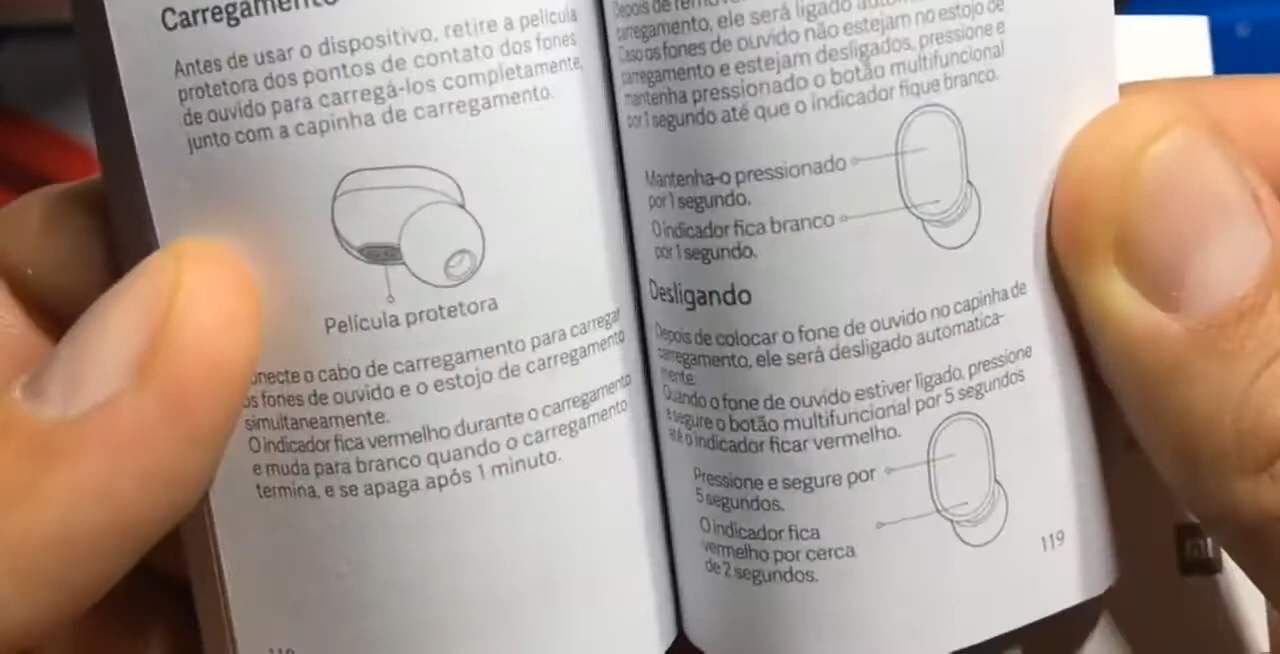 Carregamento
Antes de usar o dispositivo, retire a película
protetora dos pontos de contato dos fones
de ouvido para carregá-los completamente,
junto com a capinha de carregamento.
Película protetora
onecte o cabo de carregamento para carregar
os fones de ouvido e o estojo de carregamento
simultaneamente.
O indicador fica vermelho durante o carregamento
e muda para branco quando o carregamento
termina, e se apaga após 1 minuto.
Depois de
carregamento, ele será ligado
Caso os fones de ouvido não estejam no estojo de
carregamento e estejam desligados, pressione e
mantenha pressionado o botão multifuncional
por 1 segundo até que o indicador fique branco.
Mantenha-o pressionado
por 1 segundo.
O indicador fica branco
por 1 segundo.
Desligando
Depois de colocar o fone de ouvido no capinha de
carregamento, ele será desligado automatica-
mente.
Quando o fone de ouvido estiver ligado, pressione
e segure o botão multifuncional por 5 segundos
até o indicador ficar vermelho.
Pressione e segure por
5 segundos.
O indicador fica
vermelho por cerca
de 2 segundos.
119
mi